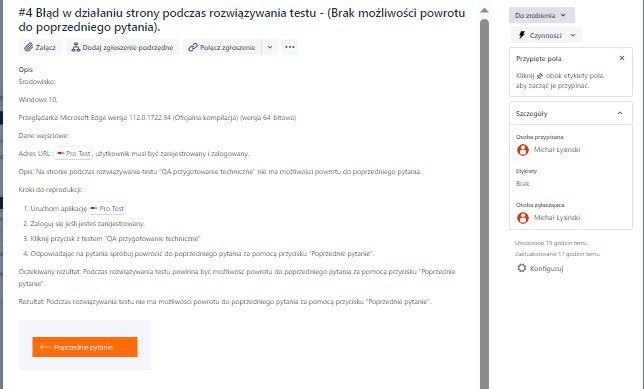 #4 Błąd w działaniu strony podczas rozwiązywania testu - (Brak możliwości powrotu
do poprzedniego pytania).
Załącz
Dodaj zgłoszenie podrzędne
Połącz zgłoszenie
Opis
Srodowisko:
Windows 10,
Przeglądarka Microsoft Edge wersja 112.0.1722.34 (Oficjalna kompilacja) (wersja 64-bitowa)
Dane wejściowe:
Adres URL : Pro Test , użytkownik musi być zarejestrowany i zalogowany.
Opis: Na stronie podczas rozwiązywania testu "QA przygotowanie techniczne" nie ma możliwości powrotu do poprzedniego pytania.
Kroki do reprodukcji:
1. Uruchom aplikację Pro Test
2. Zaloguj się jeśli jesteś zarejestrowany.
3. Kliknij przycisk z testem "QA przygotowanie techniczne"
4. Odpowiadając na pytania spróbuj powrócić do poprzedniego pytania za pomocą przycisku "Poprzednie pytanie".
Oczekiwany rezultat: Podczas rozwiązywania testu powinna być możliwość powrotu do poprzedniego pytania za pomocą przycisku "Poprzednie
pytanie".
Rezultat: Podczas rozwiązywania testu nie ma możliwości powrotu do poprzedniego pytania za pomocą przycisku "Poprzednie pytanie".
Poprzednie pytanie
Do zrobienia
Czynności
Przypięte pola
Kliknij obok etykiety pola,
aby zacząć je przypinać.
Szczegóły
Osoba przypisana
Michał Łysiński
Etykiety
Brak
Osoba zgłaszająca
Michał Łysiński
Utworzono 19 godzin temu
Zaktualizowano 17 godzin temu
Konfiguruj